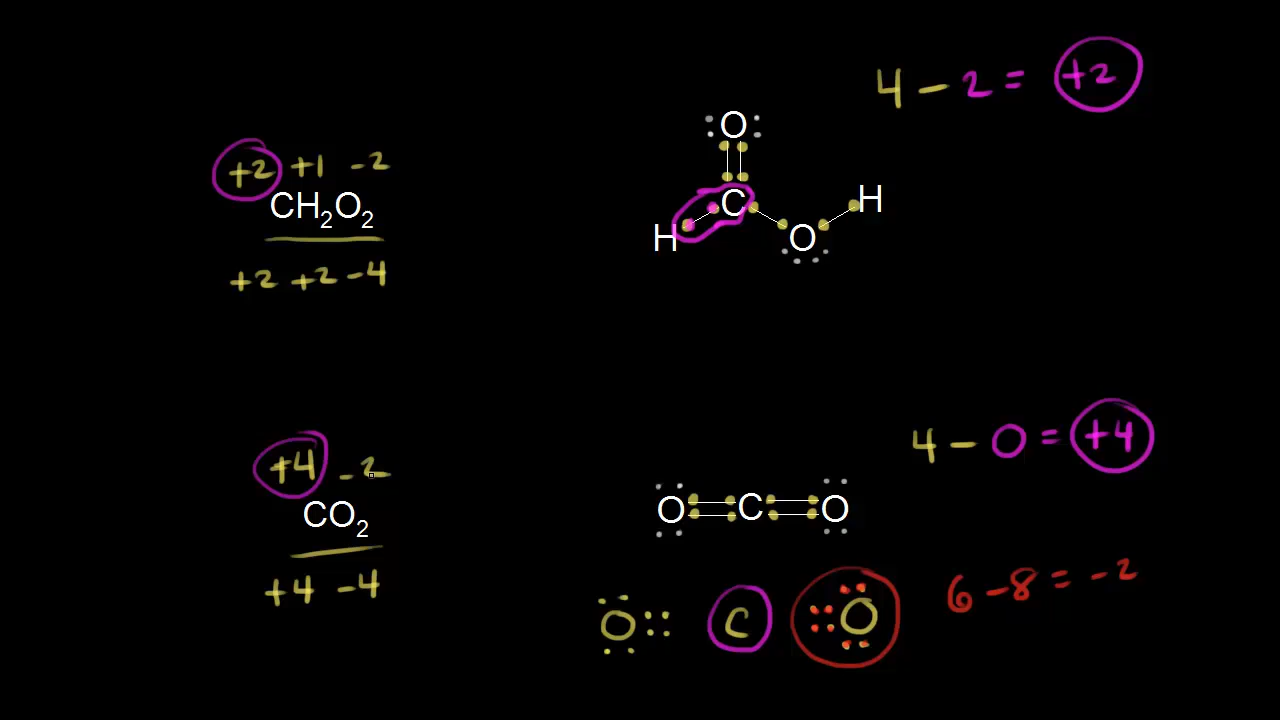 4 - 2 = +2
O
+2 +1 -2
CH₂O₂
C H
H O
+2 +2 -4
4 - 0 = +4
+4 -2
CO₂
O C O
+4 -4
O C O
6 - 8 = -2